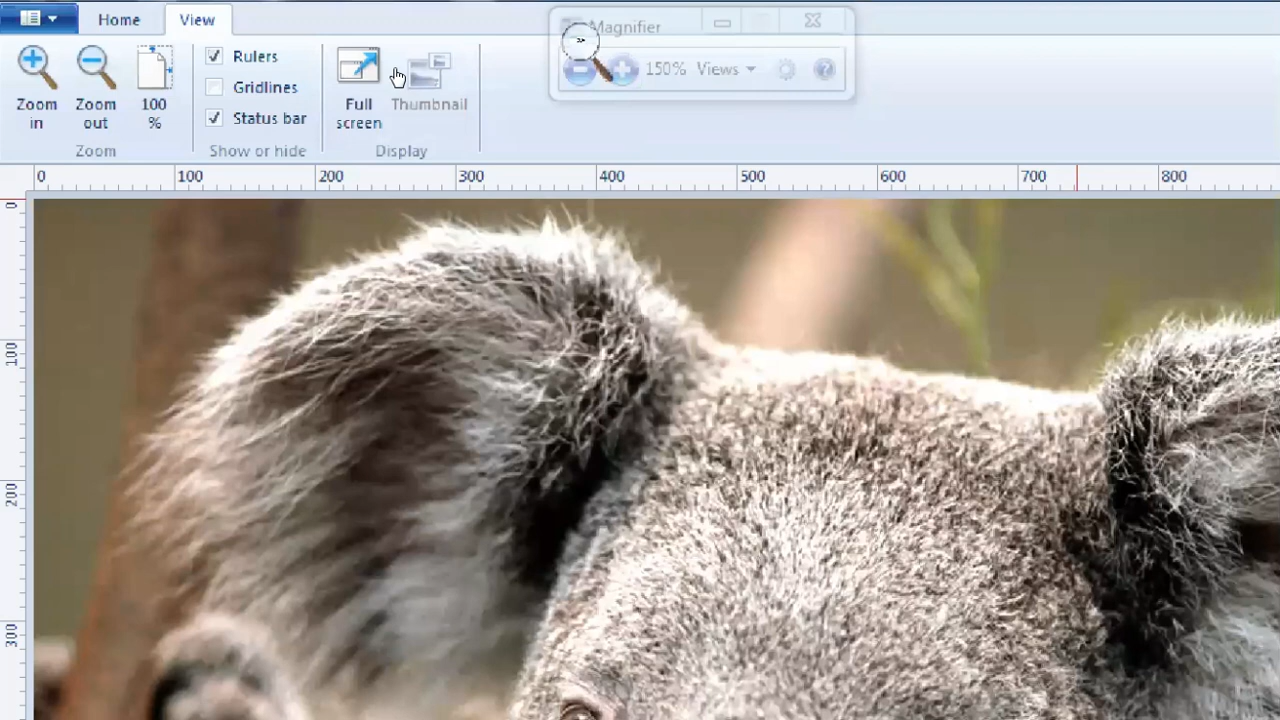 Home View
Magnifier
Rulers
Gridlines
Status bar
Zoom in
Zoom out
100 %
Full screen
Thumbnail
150% Views
Zoom
Show or hide
Display
0 100 200 300 400 500 600 700 800
0
100
200
300